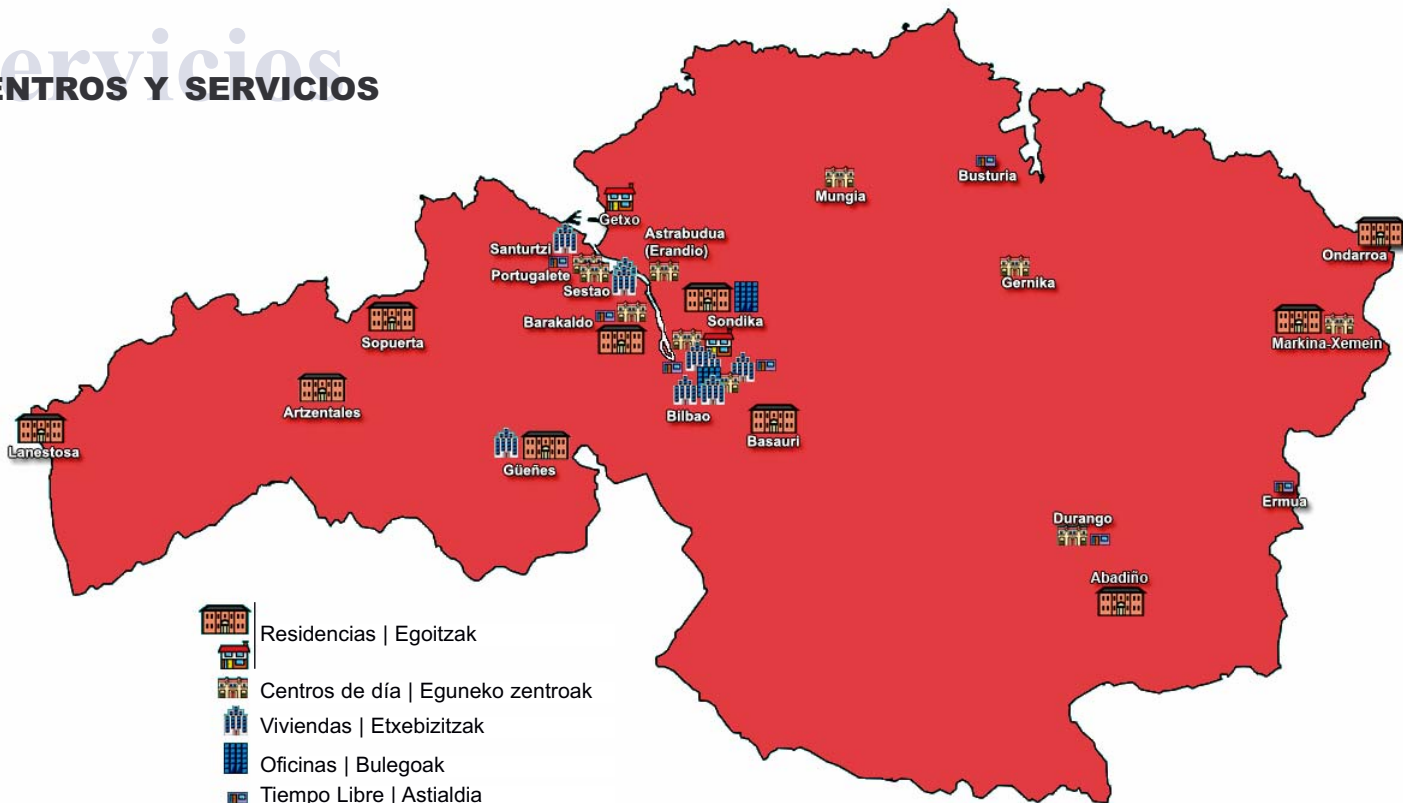 ervicios
ENTROS Y SERVICIOS
Mungia
Busturia
Getxo
Astrabudua
(Erandio)
Santurtzi
Portugalete
Sestao
Ondarroa
Gernika
Barakaldo
Sondika
Sopuerta
Markina-Xemein
Artzentales
Bilbao
Basauri
Lanestosa
Güeñes
Ermua
Durango
Abadiño
Residencias | Egoitzak
Centros de día | Eguneko zentroak
Viviendas | Etxebizitzak
Oficinas | Bulegoak
Tiempo Libre | Astialdia